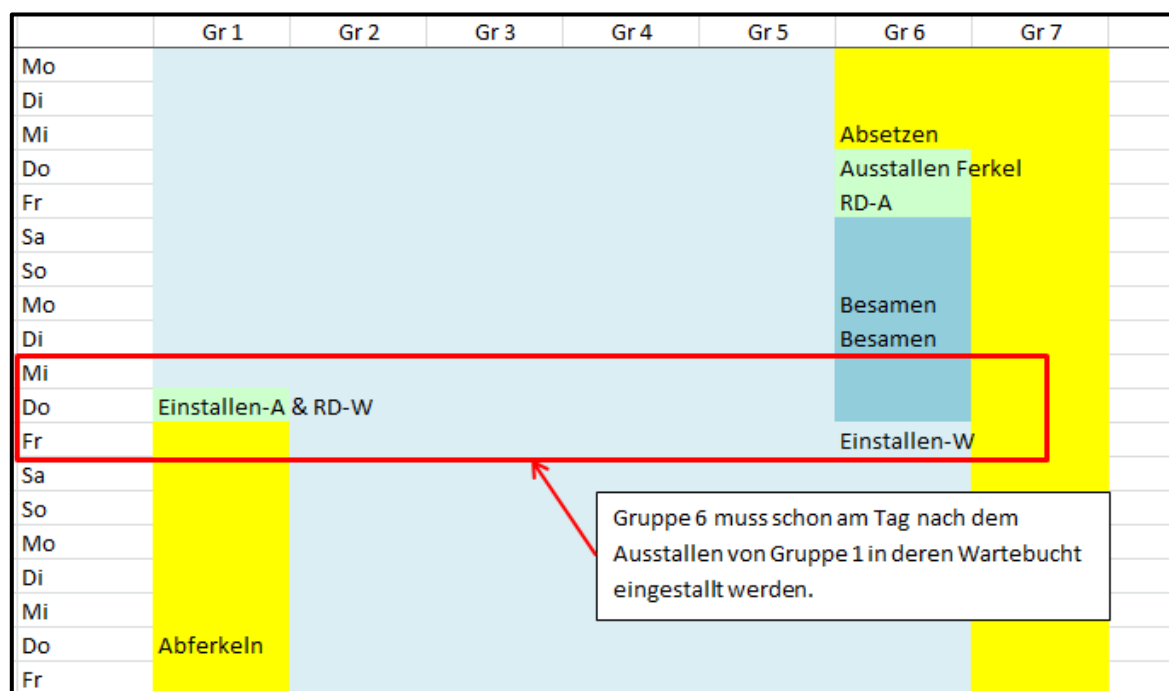 Gr 1 Gr 2 Gr 3 Gr 4 Gr 5 Gr 6 Gr 7
Mo
Di
Mi Absetzen
Do Ausstallen Ferkel
Fr RD-A
Sa
So
Mo Besamen
Di Besamen
Mi
Do Einstallen-A & RD-W
Fr Einstallen-W
Sa
So
Mo
Di
Mi
Do Abferkeln
Fr
Gruppe 6 muss schon am Tag nach dem
Ausstallen von Gruppe 1 in deren Wartebucht
eingestallt werden.